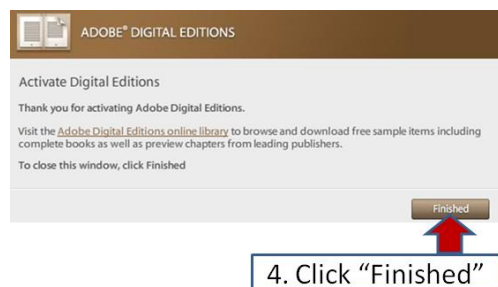 ADOBE® DIGITAL EDITIONS
Activate Digital Editions
Thank you for activating Adobe Digital Editions.
Visit the Adobe Digital Editions online library to browse and download free sample items including
complete books as well as preview chapters from leading publishers.
To close this window, click Finished
Finished
4. Click “Finished”